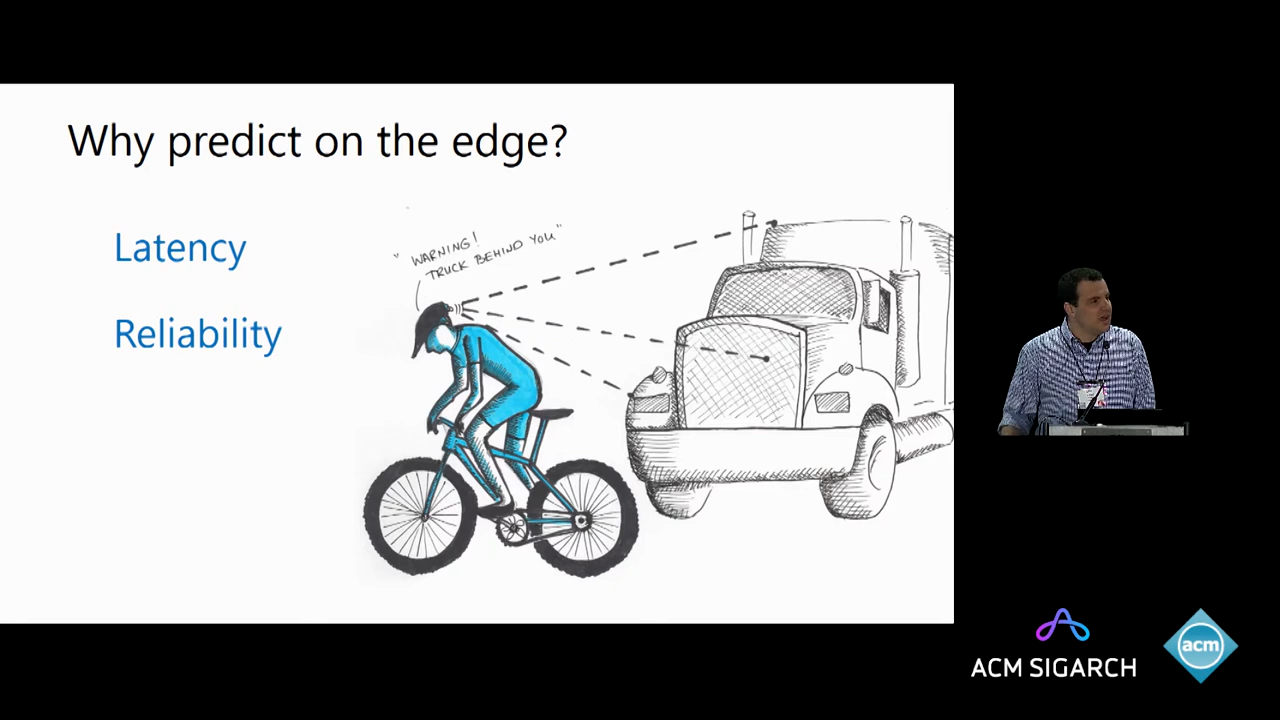 Why predict on the edge?
Latency
Reliability
" WARNING!
TRUCK BEHIND YOU "
ACM SIGARCH
acm